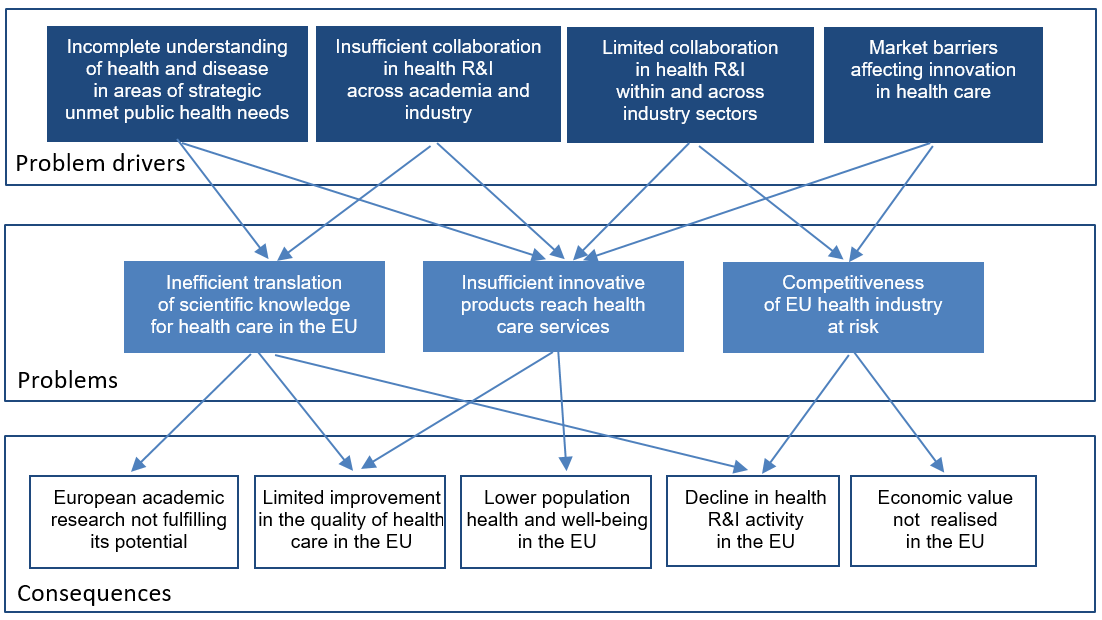 Incomplete understanding
of health and disease
in areas of strategic
unmet public health needs
Insufficient collaboration
in health R&I
across academia and
industry
Limited collaboration
in health R&I
within and across
industry sectors
Market barriers
affecting innovation
in health care
Problem drivers
Inefficient translation
of scientific knowledge
for health care in the EU
Insufficient innovative
products reach health
care services
Competitiveness
of EU health industry
at risk
Problems
European academic
research not fulfilling
its potential
Limited improvement
in the quality of health
care in the EU
Lower population
health and well-being
in the EU
Decline in health
R&I activity
in the EU
Economic value
not  realised
in the EU
Consequences